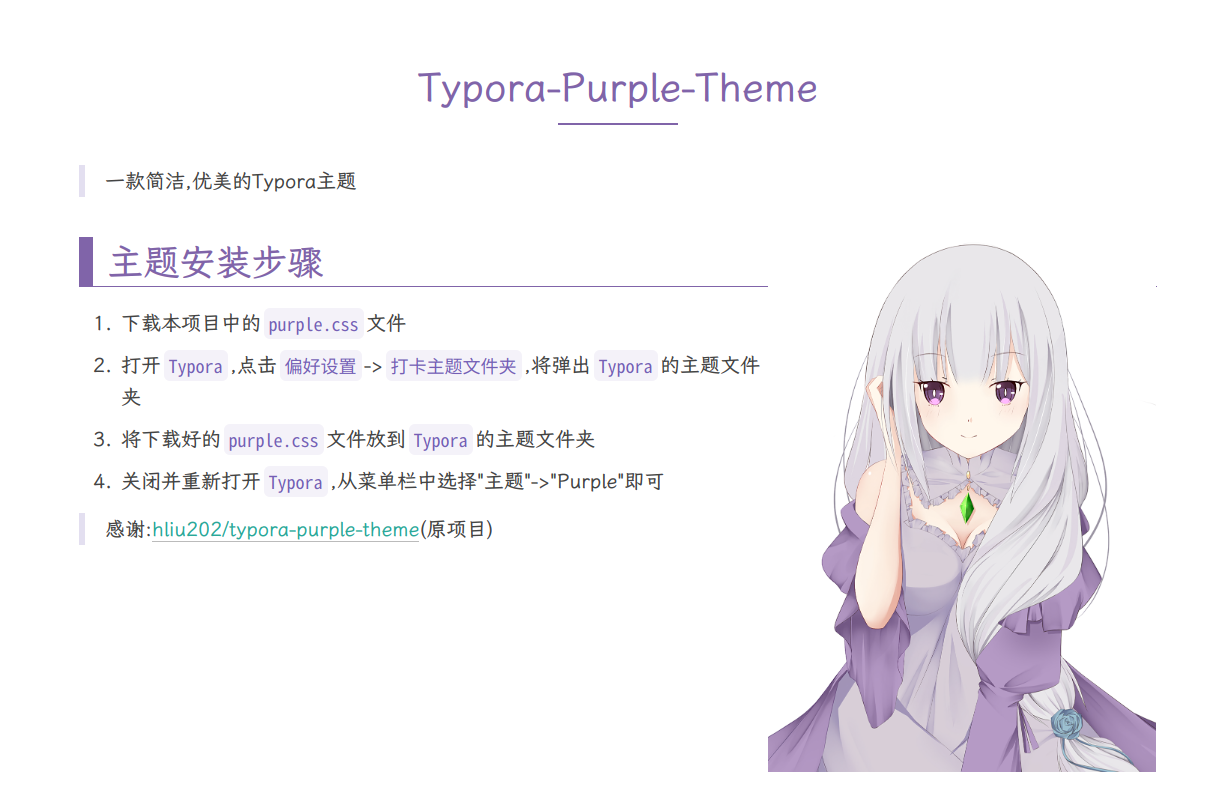 Typora-Purple-Theme
一款简洁,优美的Typora主题
主题安装步骤
1. 下载本项目中的 purple.css 文件
2. 打开 Typora ,点击 偏好设置 -> 打卡主题文件夹 ,将弹出 Typora 的主题文件
夹
3. 将下载好的 purple.css 文件放到 Typora 的主题文件夹
4. 关闭并重新打开 Typora ,从菜单栏中选择"主题"->"Purple"即可
感谢:hliu202/typora-purple-theme(原项目)